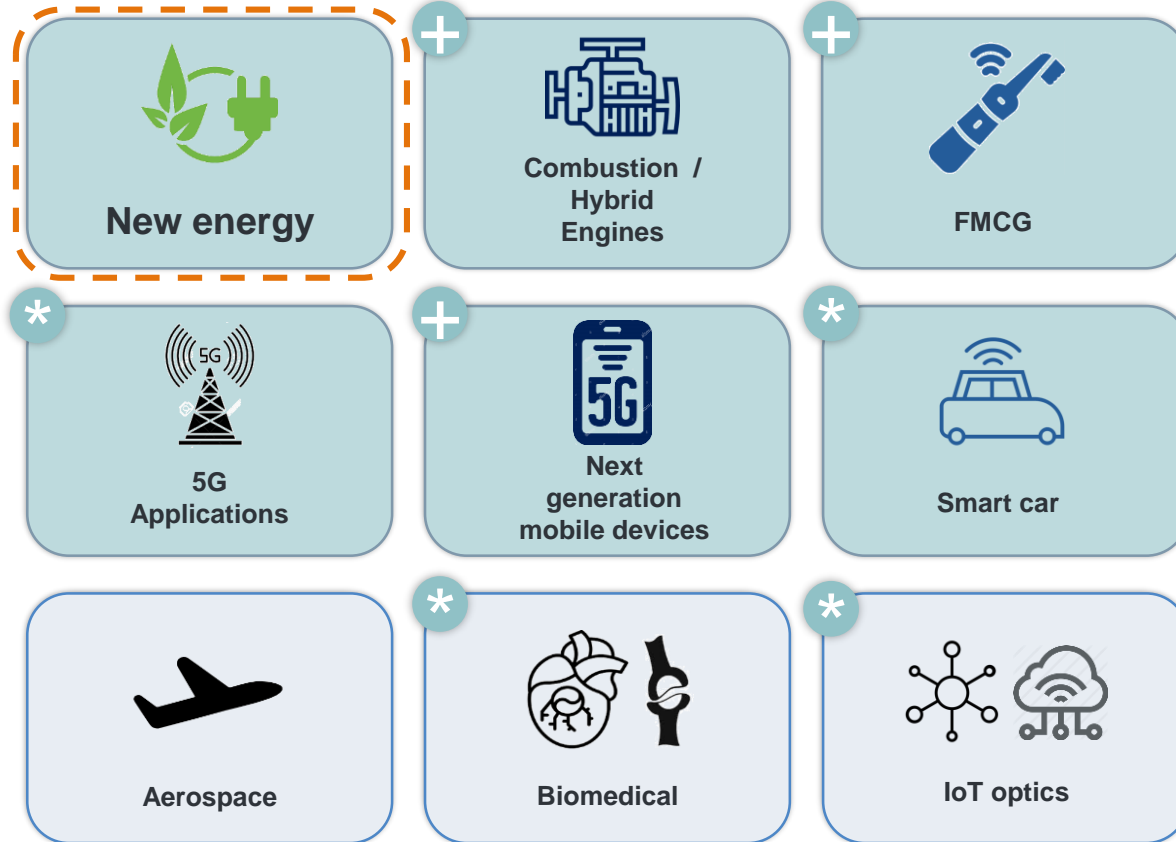 New energy
+
Combustion / Hybrid Engines
+
FMCG
*
5G
5G
Applications
+
5G
Next
generation
mobile devices
*
Smart car
Aerospace
*
Biomedical
*
IoT optics